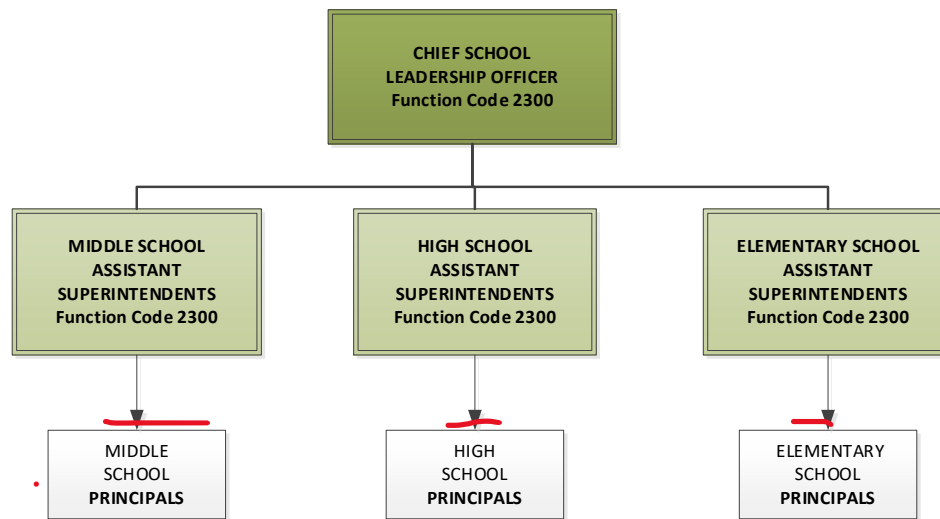 CHIEF SCHOOL
LEADERSHIP OFFICER
Function Code 2300
MIDDLE SCHOOL
ASSISTANT
SUPERINTENDENTS
Function Code 2300
HIGH SCHOOL
ASSISTANT
SUPERINTENDENTS
Function Code 2300
ELEMENTARY SCHOOL
ASSISTANT
SUPERINTENDENTS
Function Code 2300
MIDDLE
SCHOOL
PRINCIPALS
HIGH
SCHOOL
PRINCIPALS
ELEMENTARY
SCHOOL
PRINCIPALS